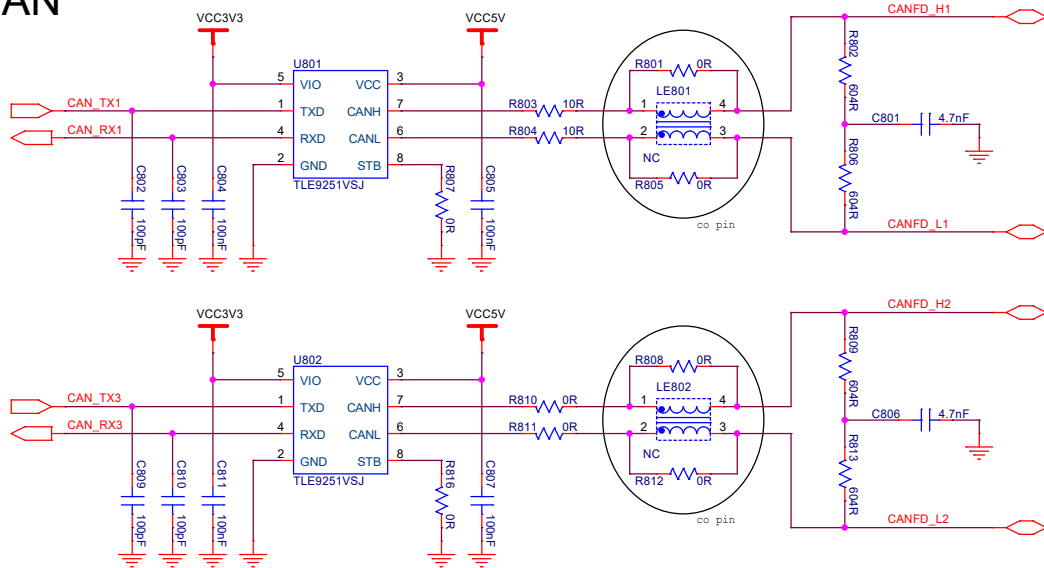 AN
VCC3V3
VCC5V
CANFD_H1
U801
R801
0R
R802
604R
5
VIO
VCC
3
CAN_TX1
1
TXD
CANH
7
R803
10R
LE801
1
4
C801
4.7nF
CAN_RX1
4
RXD
CANL
6
R804
10R
2
3
2
GND
STB
8
NC
TLE9251VSJ
R805
0R
R806
604R
C802
100pF
C803
100pF
C804
100nF
R807
0R
C805
100nF
co pin
CANFD_L1
VCC3V3
VCC5V
CANFD_H2
U802
R808
0R
R809
604R
5
VIO
VCC
3
CAN_TX3
1
TXD
CANH
7
R810
0R
LE802
1
4
C806
4.7nF
CAN_RX3
4
RXD
CANL
6
R811
0R
2
3
2
GND
STB
8
NC
TLE9251VSJ
R812
0R
R813
604R
C809
100pF
C810
100pF
C811
100nF
R816
0R
C807
100nF
co pin
CANFD_L2